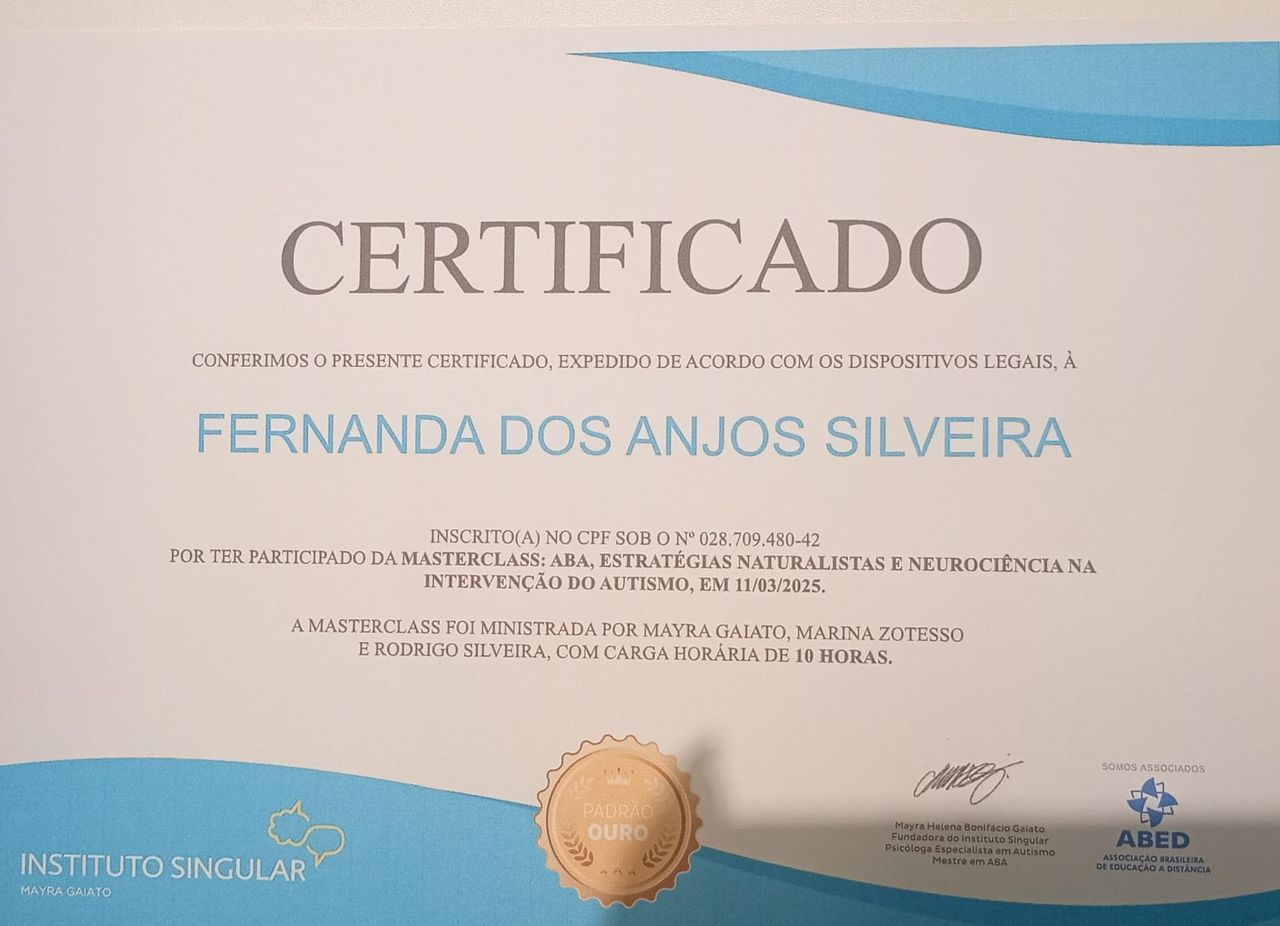 CERTIFICADO
CONFERIMOS O PRESENTE CERTIFICADO, EXPEDIDO DE ACORDO COM OS DISPOSITIVOS LEGAIS, À
FERNANDA DOS ANJOS SILVEIRA
INSCRITO(A) NO CPF SOB O Nº 028.709.480-42
POR TER PARTICIPADO DA MASTERCLASS: ABA, ESTRATÉGIAS NATURALISTAS E NEUROCIÊNCIA NA
INTERVENÇÃO DO AUTISMO, EM 11/03/2025.
A MASTERCLASS FOI MINISTRADA POR MAYRA GAIATO, MARINA ZOTESSO
E RODRIGO SILVEIRA, COM CARGA HORÁRIA DE 10 HORAS.
INSTITUTO SINGULAR
MAYRA GAIATO
PADRÃO
OURO
Mayra Helena Bonifácio Gaiato
Fundadora do Instituto Singular
Psicóloga Especialista em Autismo
Mestre em ABA
SOMOS ASSOCIADOS
ABED
ASSOCIAÇÃO BRASILEIRA
DE EDUCAÇÃO A DISTÂNCIA